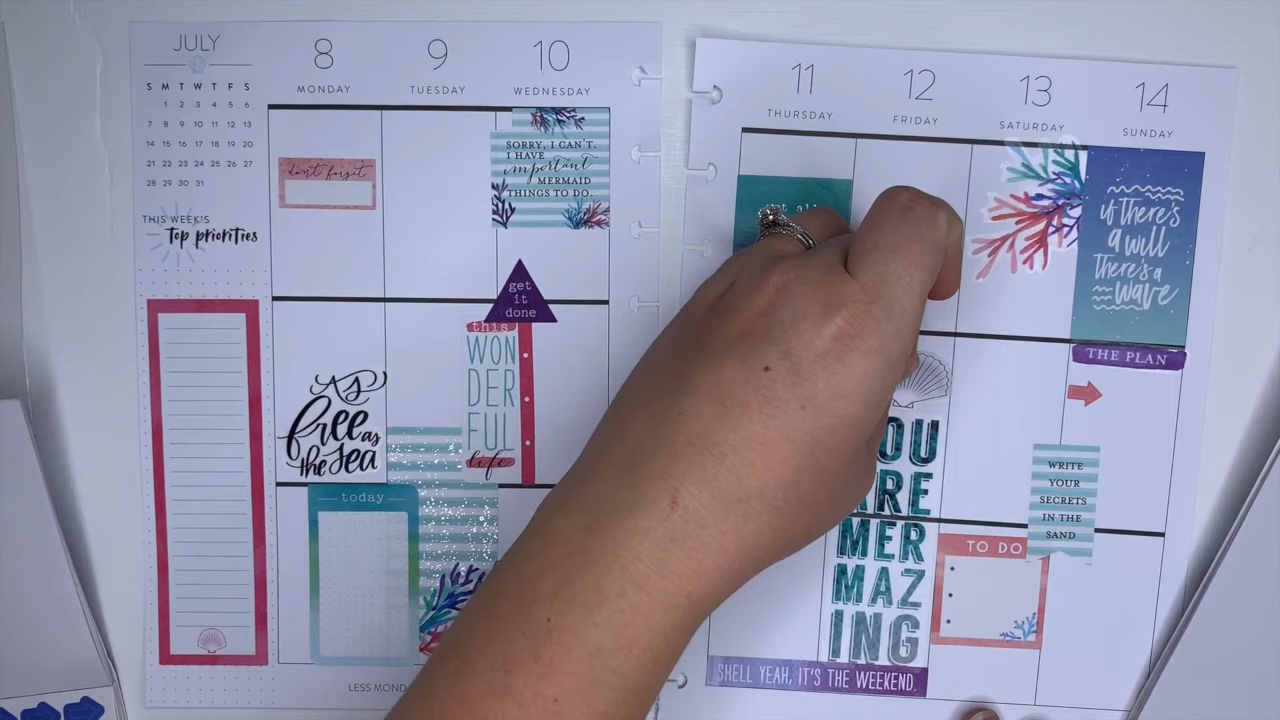 JULY
S M T W T F S
1 2 3 4 5 6
7 8 9 10 11 12 13
14 15 16 17 18 19 20
21 22 23 24 25 26 27
28 29 30 31
THIS WEEK'S
top priorities
8
MONDAY
9
TUESDAY
10
WEDNESDAY
don't forget
SORRY, I CAN'T.
I HAVE
important
MERMAID
THINGS TO DO.
get
it
done
this
WON
DER
FUL
life
As
free as
the sea
today
LESS MOND
11
THURSDAY
12
FRIDAY
13
SATURDAY
14
SUNDAY
all
if there's
a will
there's a
wave
THE PLAN
WRITE
YOUR
SECRETS
IN THE
SAND
OU
RE
MER
MAZ
ING
TO DO
SHELL YEAH, IT'S THE WEEKEND.